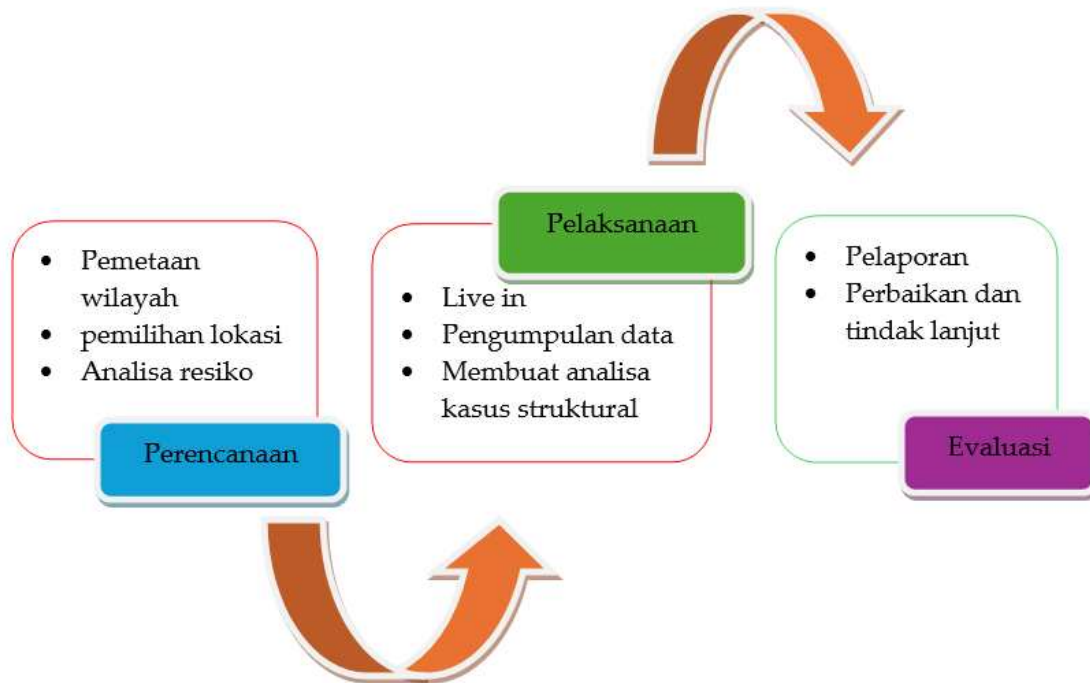 • Pemetaan
wilayah
• pemilihan lokasi
• Analisa resiko
Perencanaan
Pelaksanaan
• Live in
• Pengumpulan data
• Membuat analisa
kasus struktural
• Pelaporan
• Perbaikan dan
tindak lanjut
Evaluasi